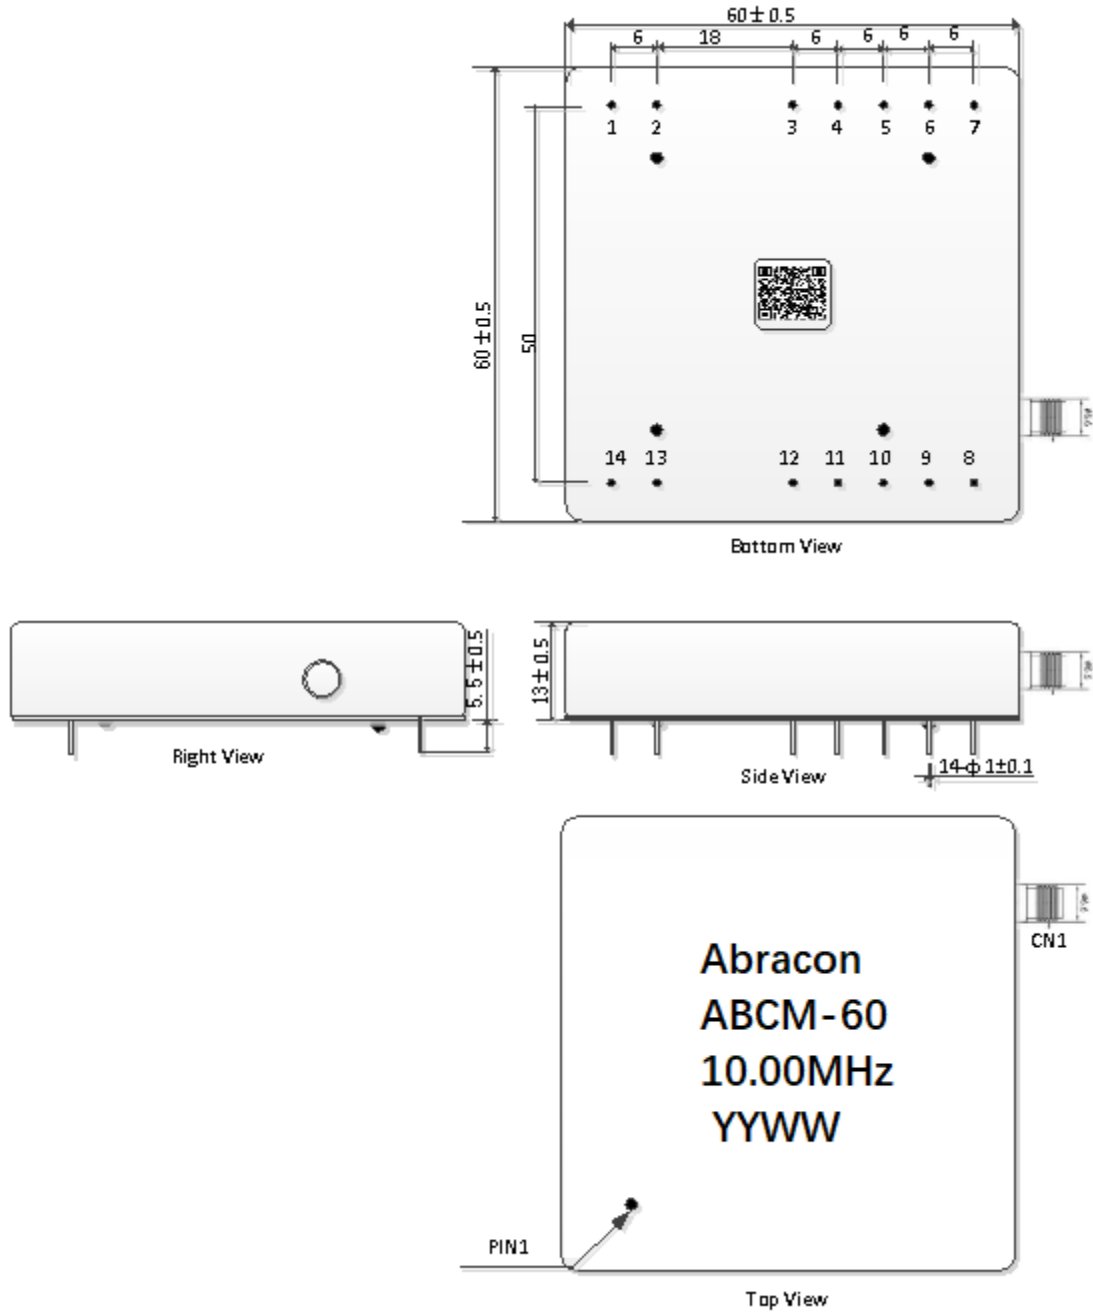 60±0.5
6 18 6 6 6 6
1 2 3 4 5 6 7
60±0.5
50
14 13 12 11 10 9 8
Bottom View
5.5±0.5
13±0.5
Right View
14-ф 1±0.1
Side View
CN1
Abracon
ABCM-60
10.00MHz
YYWW
PIN1
Top View